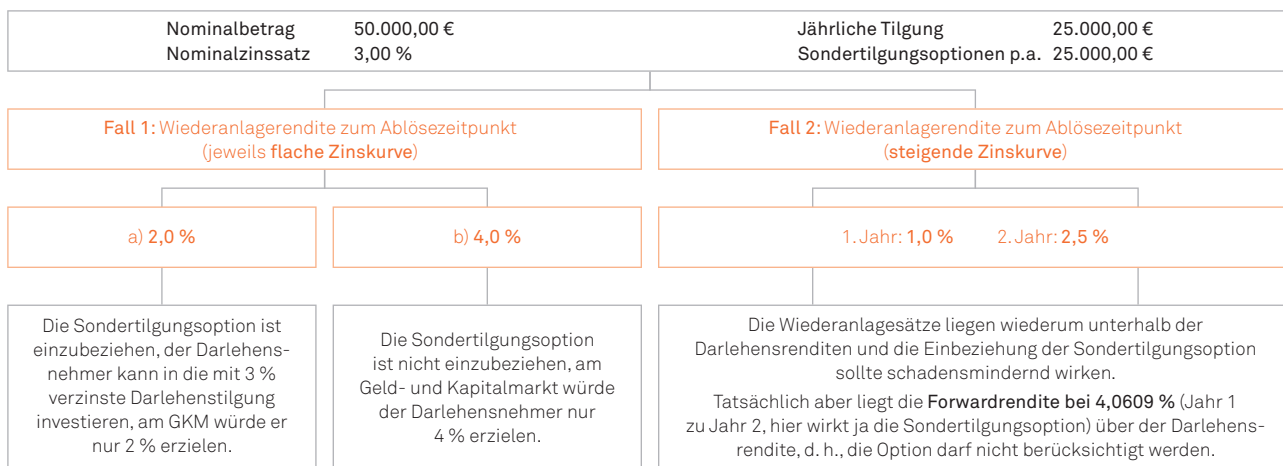 Nominalbetrag 50.000,00 € Jährliche Tilgung 25.000,00 €
Nominalzinssatz 3,00 % Sondertilgungsoptionen p.a. 25.000,00 €
Fall 1: Wiederanlagerendite zum Ablösezeitpunkt
(jeweils flache Zinskurve)
Fall 2: Wiederanlagerendite zum Ablösezeitpunkt
(steigende Zinskurve)
a) 2,0 %
b) 4,0 %
1. Jahr: 1,0 % 2. Jahr: 2,5 %
Die Sondertilgungsoption ist
einzubeziehen, der Darlehens-
nehmer kann in die mit 3 %
verzinste Darlehenstilgung
investieren, am GKM würde er
nur 2 % erzielen.
Die Sondertilgungsoption
ist nicht einzubeziehen, am
Geld- und Kapitalmarkt würde
der Darlehensnehmer nur
4 % erzielen.
Die Wiederanlagesätze liegen wiederum unterhalb der
Darlehensrenditen und die Einbeziehung der Sondertilgungsoption
sollte schadensmindernd wirken.
Tatsächlich aber liegt die Forwardrendite bei 4,0609 % (Jahr 1
zu Jahr 2, hier wirkt ja die Sondertilgungsoption) über der Darlehens-
rendite, d. h., die Option darf nicht berücksichtigt werden.